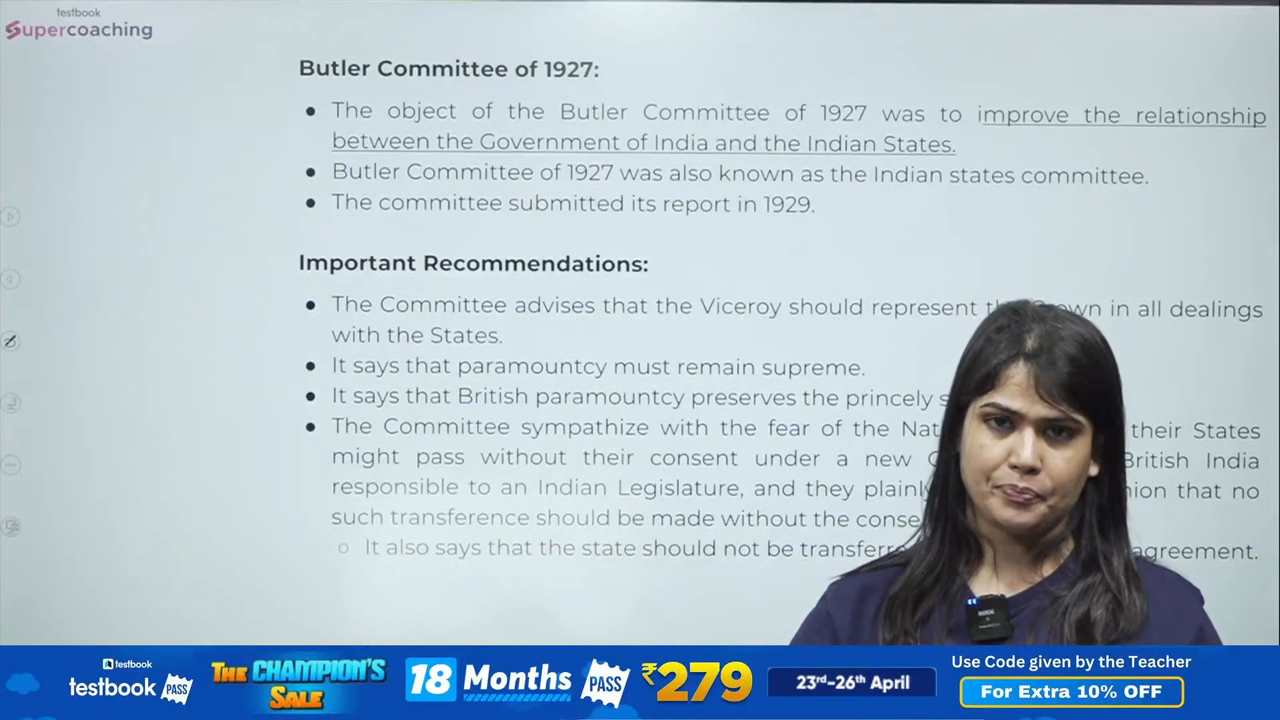 testbook
Supercoaching
Butler Committee of 1927:
• The object of the Butler Committee of 1927 was to improve the relationship
between the Government of India and the Indian States.
• Butler Committee of 1927 was also known as the Indian states committee.
• The committee submitted its report in 1929.
Important Recommendations:
• The Committee advises that the Viceroy should represent in all dealings
with the States.
• It says that paramountcy must remain supreme.
• It says that British paramountcy preserves the princely
• The Committee sympathize with the fear of the their States
might pass without their consent under a new British India
responsible to an Indian Legislature, and they that no
such transference should be made without the
○ It also says that the state should not be agreement.
testbook
testbook PASS
THE CHAMPION'S
SALE
18 Months PASS ₹279
23rd-26th April
Use Code given by the Teacher
For Extra 10% OFF